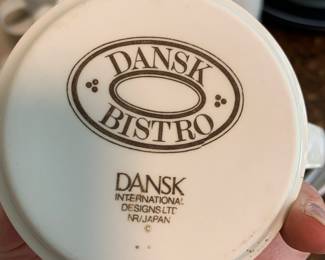 DANSK
BISTRO
DANSK
INTERNATIONAL
DESIGNS LTD
NR/JAPAN
©